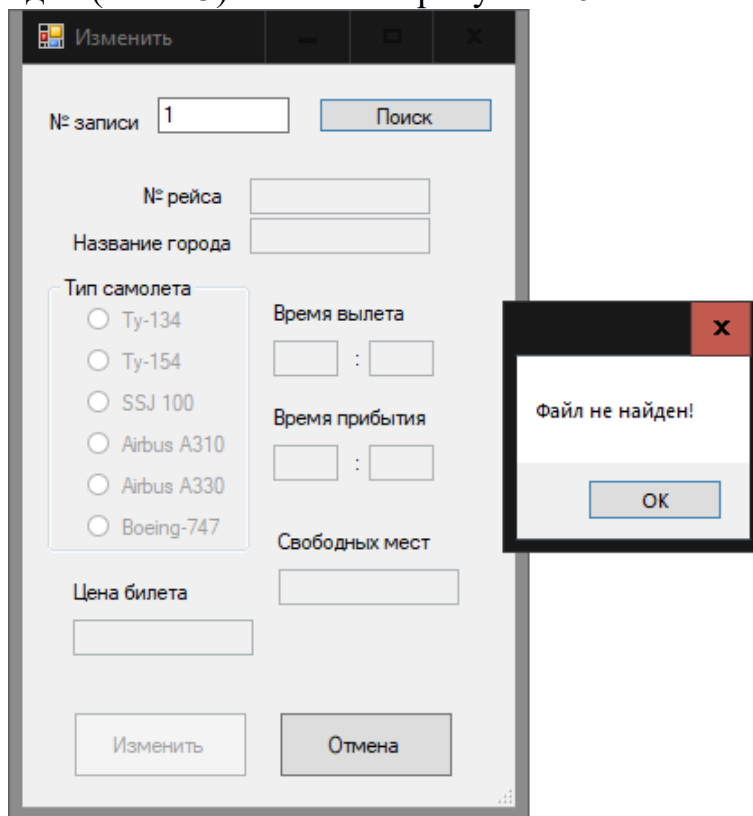 Изменить
№ записи 1 Поиск
№ рейса
Название города
Тип самолета
Ту-134
Ту-154
SSJ 100
Airbus A310
Airbus A330
Boeing-747
Время вылета
:
Время прибытия
:
Свободных мест
Цена билета
Изменить Отмена
x
Файл не найден!
OK